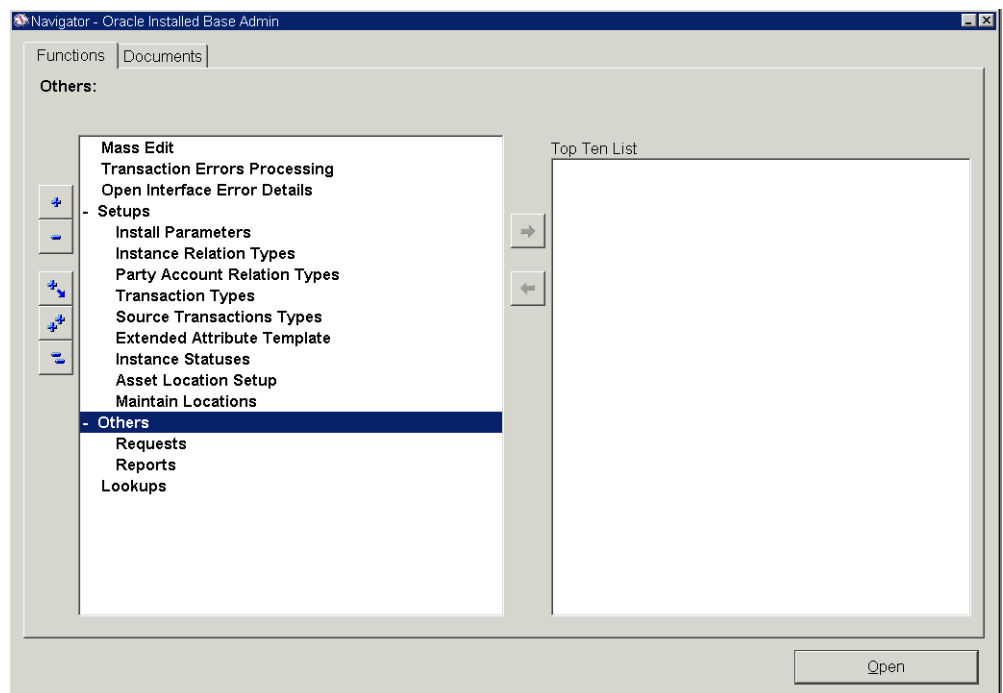 Navigator - Oracle Installed Base Admin
Functions
Documents
Others:
Mass Edit
Transaction Errors Processing
Open Interface Error Details
- Setups
Install Parameters
Instance Relation Types
Party Account Relation Types
Transaction Types
Source Transactions Types
Extended Attribute Template
Instance Statuses
Asset Location Setup
Maintain Locations
- Others
Requests
Reports
Lookups
Top Ten List
Open